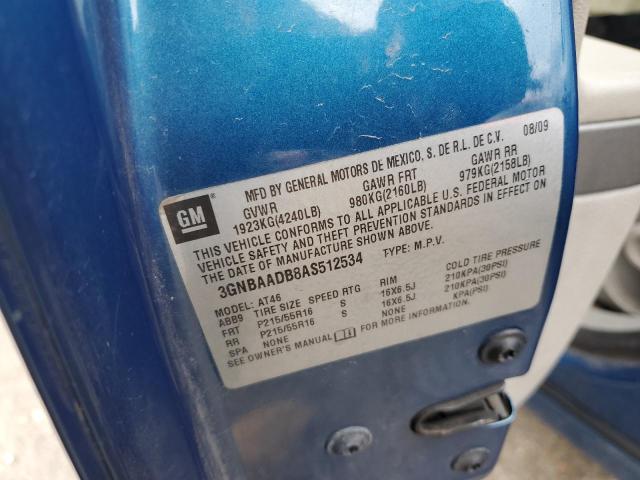 GM
MFD BY GENERAL MOTORS DE MEXICO, S. DE R.L. DE C.V. 08/09
GVWR GAWR FRT GAWR RR
1923KG(4240LB) 980KG(2160LB) 979KG(2158LB)
THIS VEHICLE CONFORMS TO ALL APPLICABLE U.S. FEDERAL MOTOR
VEHICLE SAFETY AND THEFT PREVENTION STANDARDS IN EFFECT ON
THE DATE OF MANUFACTURE SHOWN ABOVE.
3GNBAADB8AS512534 TYPE: M.P.V.
MODEL: AT46
ABB9 TIRE SIZE SPEED RTG RIM COLD TIRE PRESSURE
FRT P215/55R16 S 16X6.5J 210KPA(30PSI)
RR P215/55R16 S 16X6.5J 210KPA(30PSI)
SPA NONE NONE KPA(PSI)
SEE OWNER'S MANUAL FOR MORE INFORMATION.